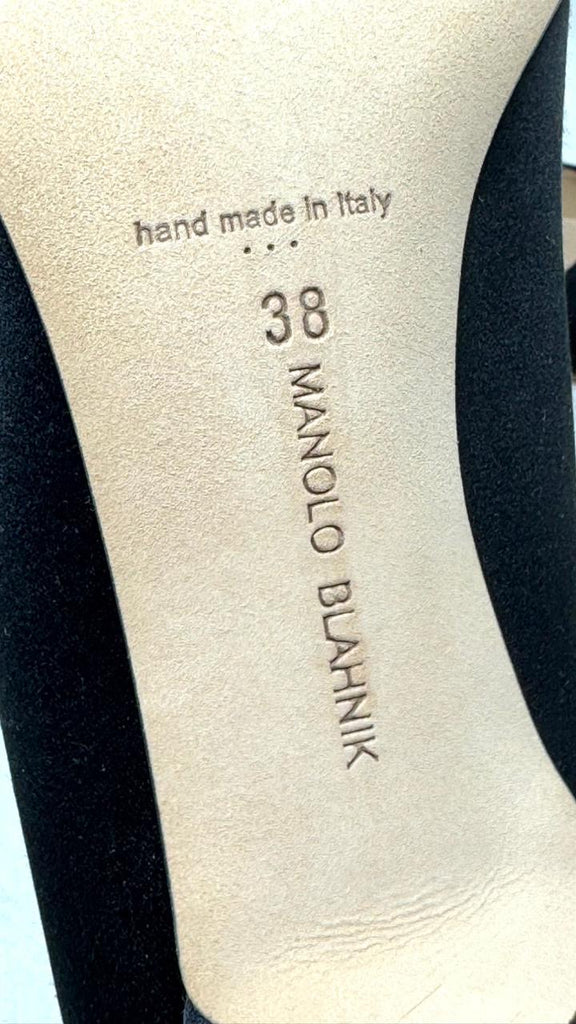 hand made in italy
...
38
MANOLO BLAHNIK